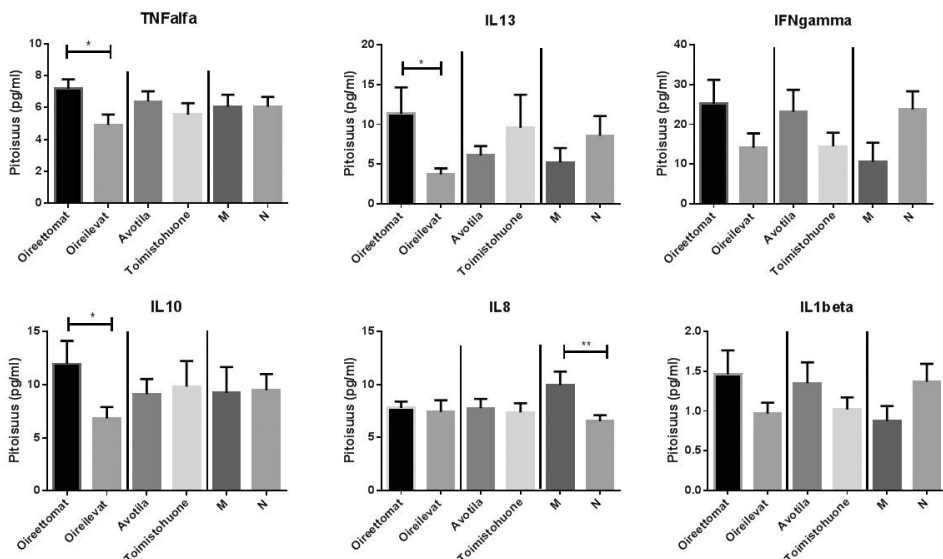 TNFalfa
Pitoisuus (pg/ml)
10
8
6
4
2
0
*
Oireettomat
Oireilevat
Avotila
Toimistohuone
M
N
IL13
Pitoisuus (pg/ml)
20
15
10
5
0
*
Oireettomat
Oireilevat
Avotila
Toimistohuone
M
N
IFNgamma
Pitoisuus (pg/ml)
40
30
20
10
0
Oireettomat
Oireilevat
Avotila
Toimistohuone
M
N
IL10
Pitoisuus (pg/ml)
15
10
5
0
*
Oireettomat
Oireilevat
Avotila
Toimistohuone
M
N
IL8
Pitoisuus (pg/ml)
15
10
5
0
**
Oireettomat
Oireilevat
Avotila
Toimistohuone
M
N
IL1beta
Pitoisuus (pg/ml)
2.0
1.5
1.0
0.5
0.0
Oireettomat
Oireilevat
Avotila
Toimistohuone
M
N